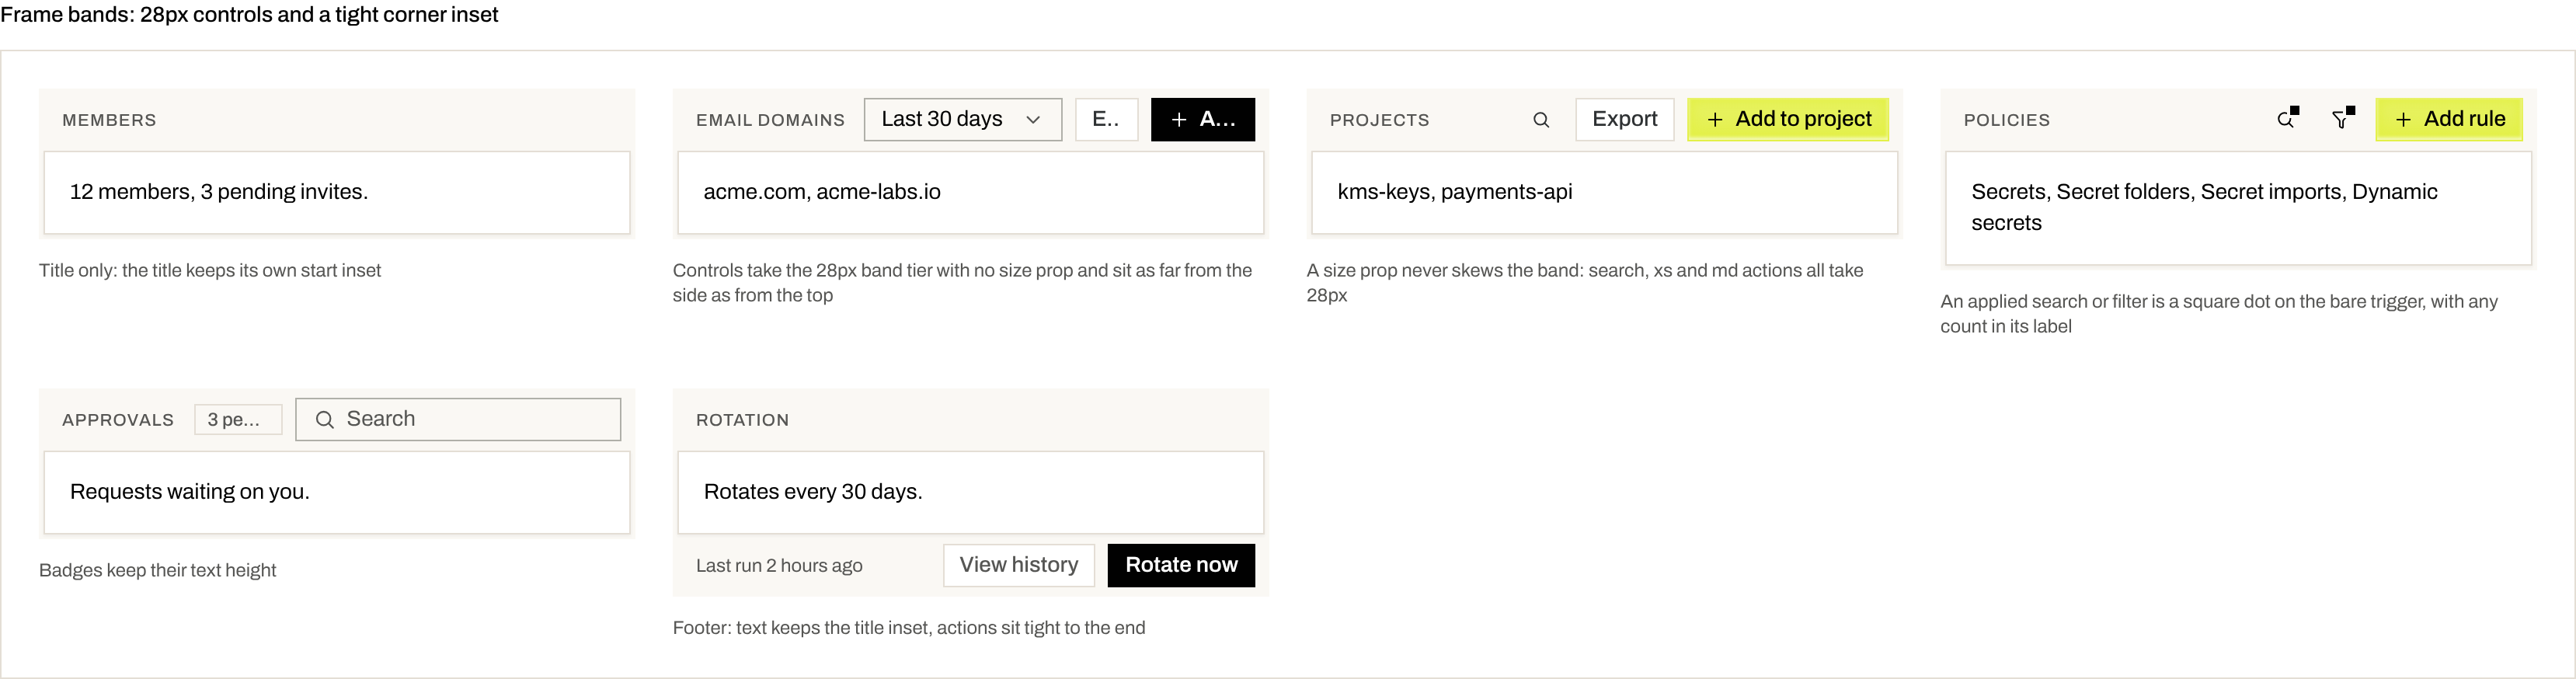 Frame bands: 28px controls and a tight corner inset
MEMBERS
12 members, 3 pending invites.
Title only: the title keeps its own start inset
EMAIL DOMAINS
Last 30 days
E..
+ A...
acme.com, acme-labs.io
Controls take the 28px band tier with no size prop and sit as far from the
side as from the top
PROJECTS
Export
+ Add to project
kms-keys, payments-api
A size prop never skews the band: search, xs and md actions all take
28px
POLICIES
+ Add rule
Secrets, Secret folders, Secret imports, Dynamic
secrets
An applied search or filter is a square dot on the bare trigger, with any
count in its label
APPROVALS
3 pe...
Search
Requests waiting on you.
Badges keep their text height
ROTATION
Rotates every 30 days.
Last run 2 hours ago
View history
Rotate now
Footer: text keeps the title inset, actions sit tight to the end